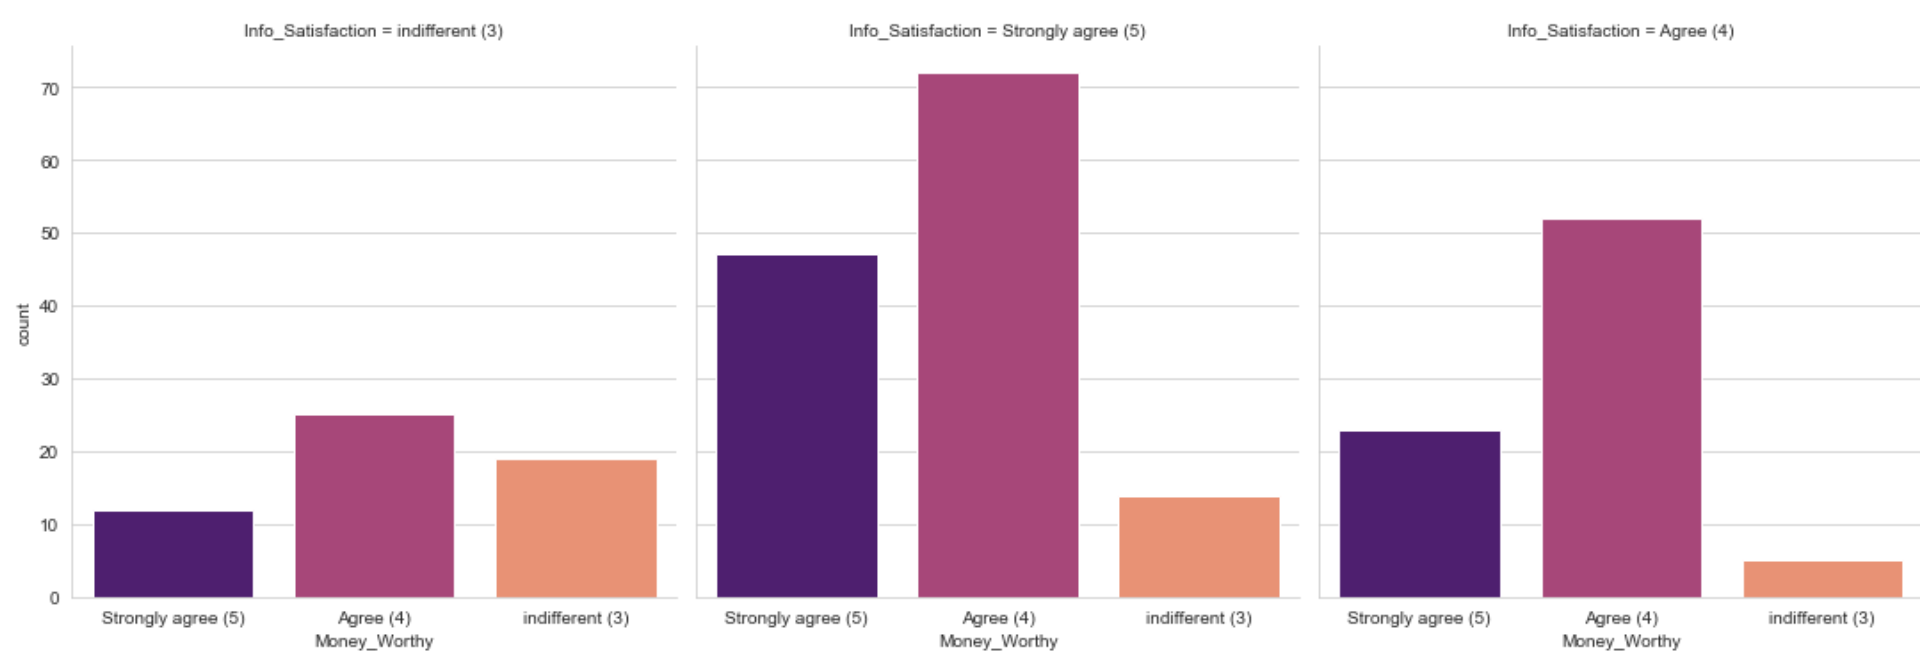 Info_Satisfaction = indifferent (3)
Info_Satisfaction = Strongly agree (5)
Info_Satisfaction = Agree (4)
70
60
50
40
30
20
10
0
count
Strongly agree (5) Agree (4) indifferent (3)
Money_Worthy
Strongly agree (5) Agree (4) indifferent (3)
Money_Worthy
Strongly agree (5) Agree (4) indifferent (3)
Money_Worthy